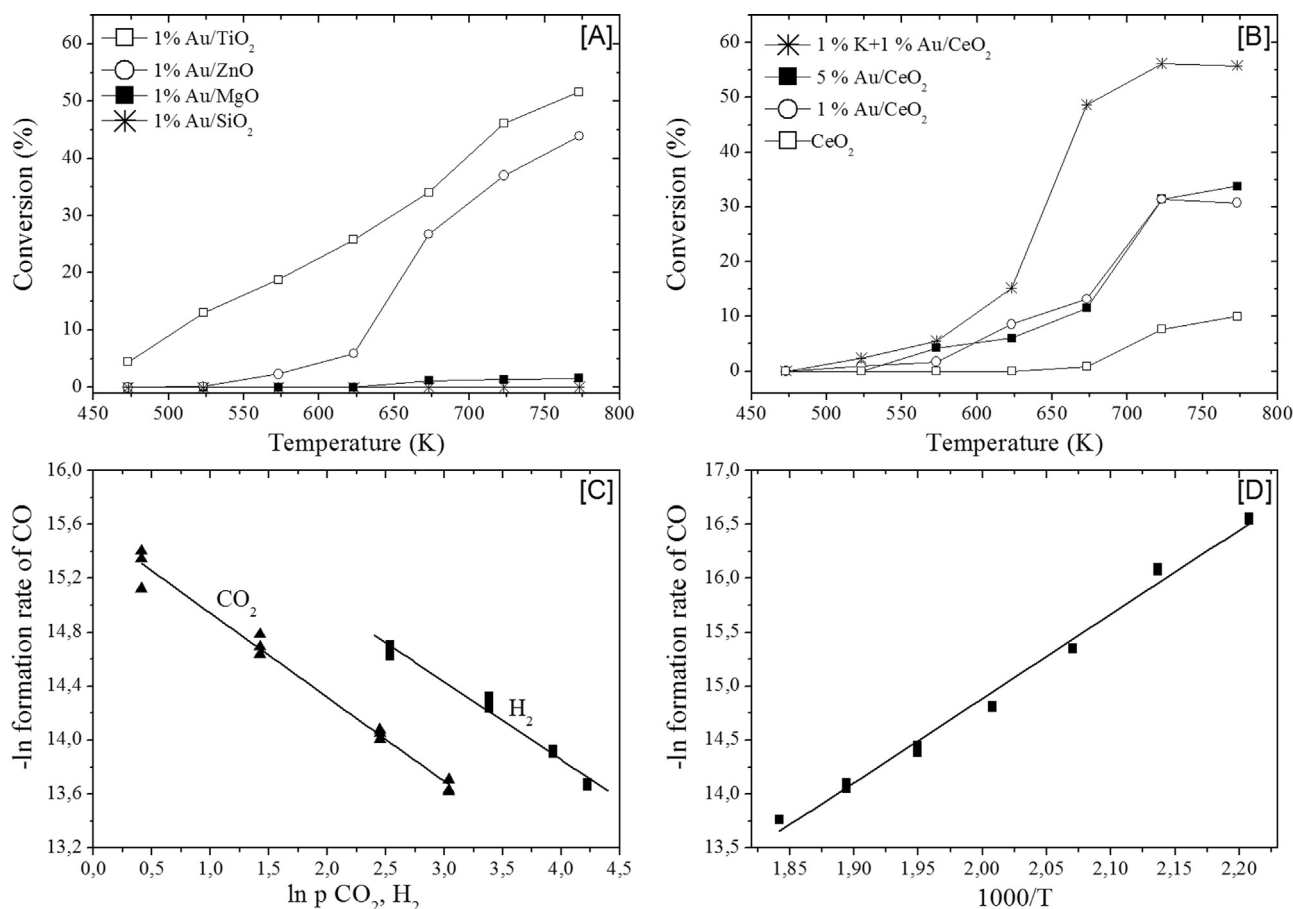 [A]
1% Au/TiO₂
1% Au/ZnO
1% Au/MgO
1% Au/SiO₂
60
50
40
30
20
10
0
Conversion (%)
450 500 550 600 650 700 750 800
Temperature (K)
[B]
1 % K+1 % Au/CeO₂
5 % Au/CeO₂
1 % Au/CeO₂
CeO₂
60
50
40
30
20
10
0
Conversion (%)
450 500 550 600 650 700 750 800
Temperature (K)
[C]
16,0
15,6
15,2
14,8
14,4
14,0
13,6
13,2
-ln formation rate of CO
CO₂
H₂
0,0 0,5 1,0 1,5 2,0 2,5 3,0 3,5 4,0 4,5
ln p CO₂, H₂
[D]
17,0
16,5
16,0
15,5
15,0
14,5
14,0
13,5
-ln formation rate of CO
1,85 1,90 1,95 2,00 2,05 2,10 2,15 2,20
1000/T